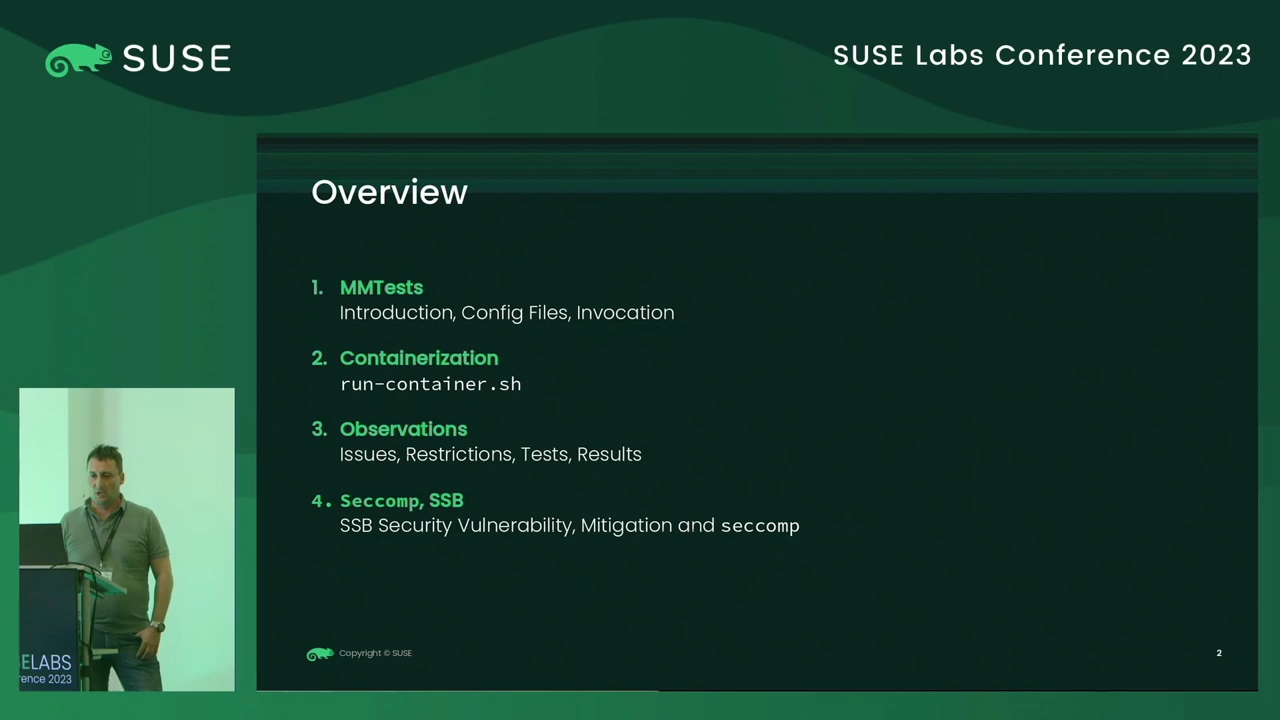 SUSE
SUSE Labs Conference 2023
Overview
1. MMTests
Introduction, Config Files, Invocation
2. Containerization
run-container.sh
3. Observations
Issues, Restrictions, Tests, Results
4. Seccomp, SSB
SSB Security Vulnerability, Mitigation and seccomp
ELABS
rence 2023
Copyright © SUSE
2